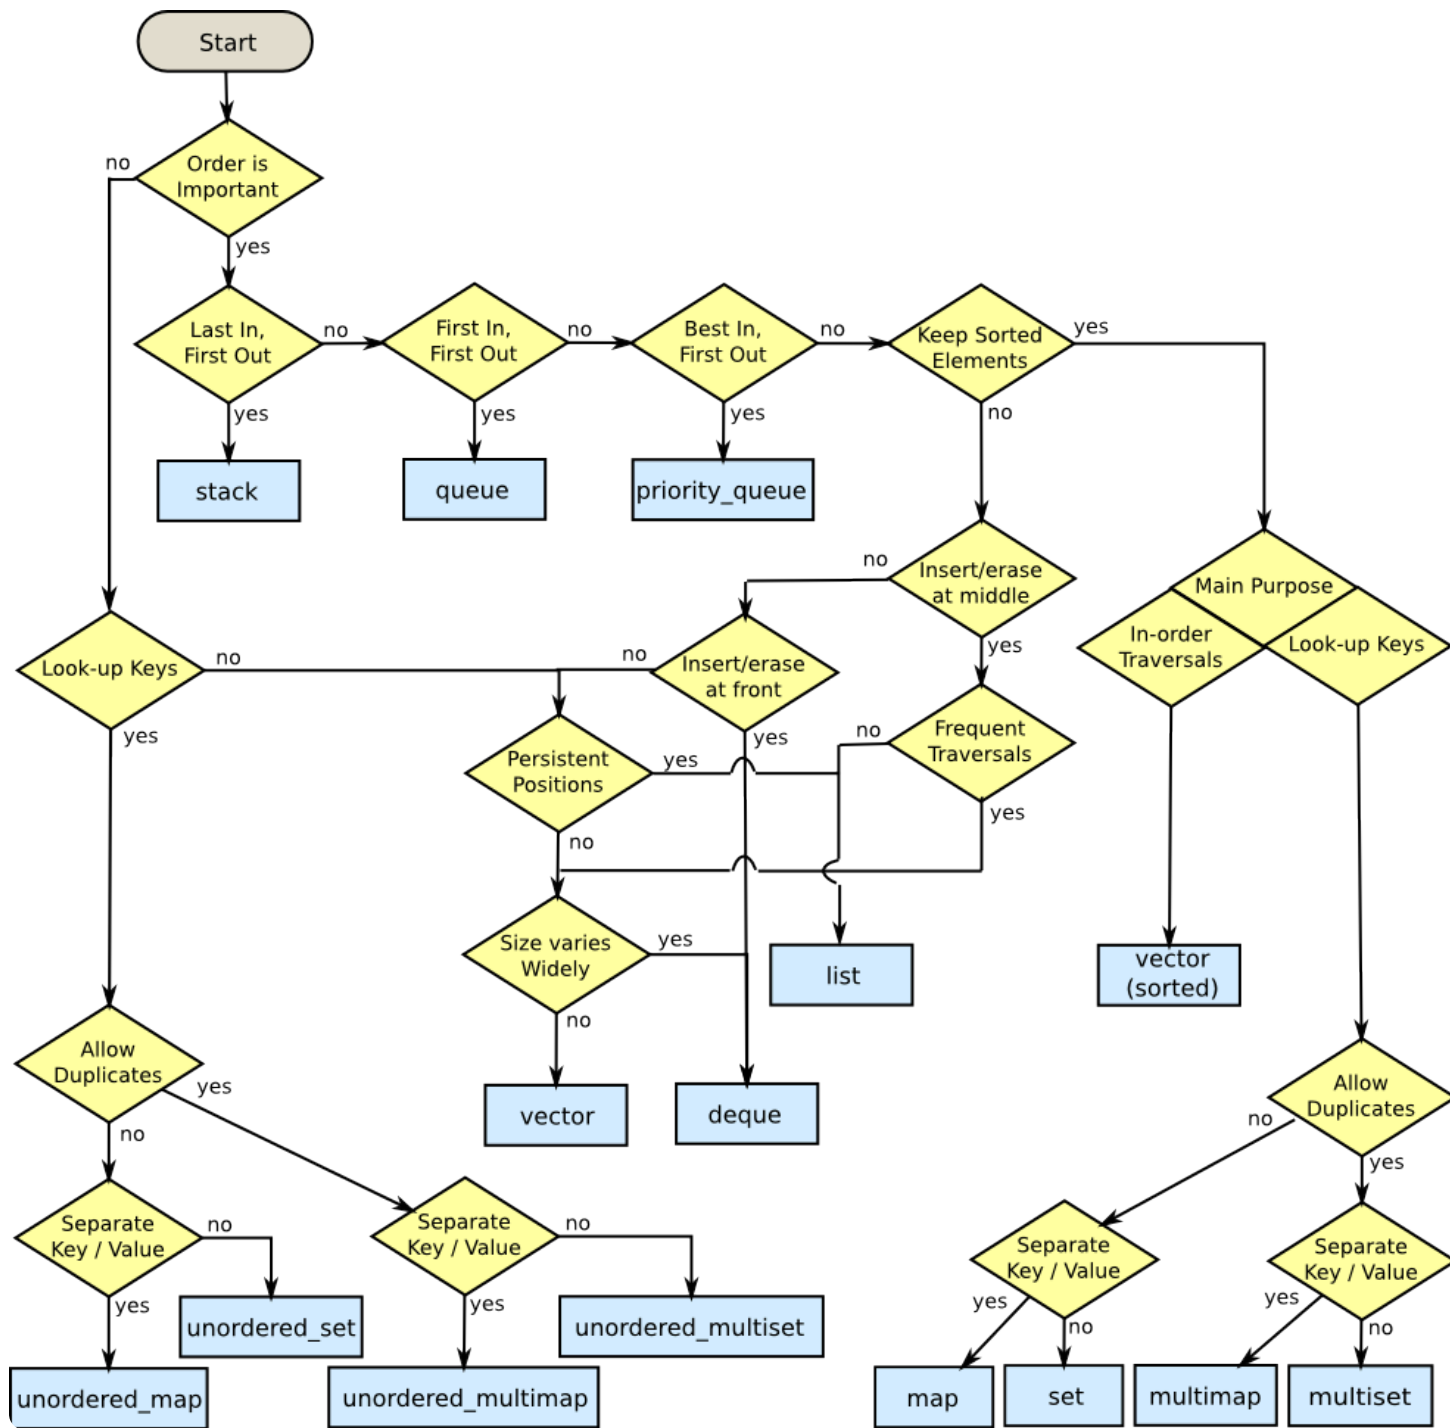 Start
no
Order is
Important
yes
Last In,
First Out
no
First In,
First Out
no
Best In,
First Out
no
Keep Sorted
Elements
yes
yes
yes
yes
no
stack
queue
priority_queue
no
Insert/erase
at middle
Main Purpose
In-order
Traversals
Look-up Keys
yes
Look-up Keys
no
no
Insert/erase
at front
yes
yes
no
Frequent
Traversals
Persistent
Positions
yes
yes
no
Size varies
Widely
yes
list
vector
(sorted)
no
vector
deque
Allow
Duplicates
yes
no
Allow
Duplicates
no
yes
Separate
Key / Value
no
Separate
Key / Value
no
Separate
Key / Value
Separate
Key / Value
yes
unordered_set
yes
unordered_multiset
yes
no
yes
no
unordered_map
unordered_multimap
map
set
multimap
multiset